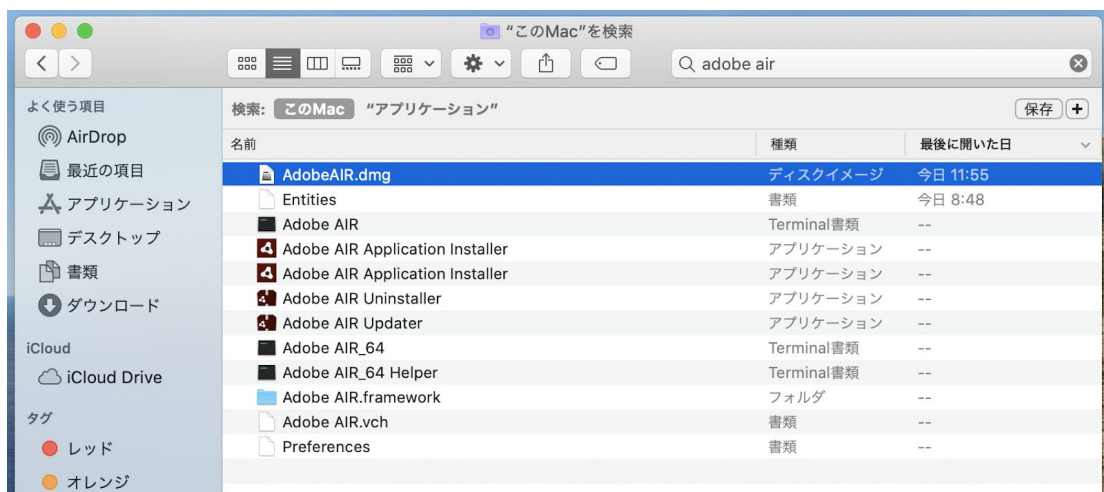 “このMac”を検索
adobe air
よく使う項目
AirDrop
最近の項目
アプリケーション
デスクトップ
書類
ダウンロード
iCloud
iCloud Drive
タグ
レッド
オレンジ
検索: このMac “アプリケーション” 保存 +
名前 種類 最後に開いた日
AdobeAIR.dmg ディスクイメージ 今日 11:55
Entities 書類 今日 8:48
Adobe AIR Terminal書類 --
Adobe AIR Application Installer アプリケーション --
Adobe AIR Application Installer アプリケーション --
Adobe AIR Uninstaller アプリケーション --
Adobe AIR Updater アプリケーション --
Adobe AIR_64 Terminal書類 --
Adobe AIR_64 Helper Terminal書類 --
Adobe AIR.framework フォルダ --
Adobe AIR.vch 書類 --
Preferences 書類 --